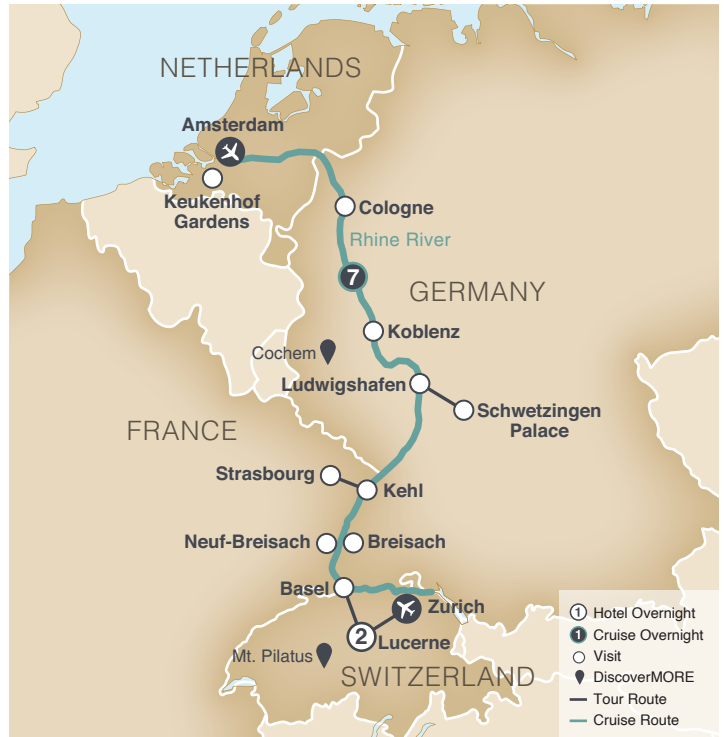 NETHERLANDS
Amsterdam
Keukenhof
Gardens
Cologne
Rhine River
7
GERMANY
Koblenz
Cochem
Ludwigshafen
Schwetzingen
Palace
FRANCE
Strasbourg
Kehl
Neuf-Breisach
Breisach
Basel
Zurich
2
Lucerne
Mt. Pilatus
SWITZERLAND
1 Hotel Overnight
1 Cruise Overnight
Visit
DiscoverMORE
Tour Route
Cruise Route